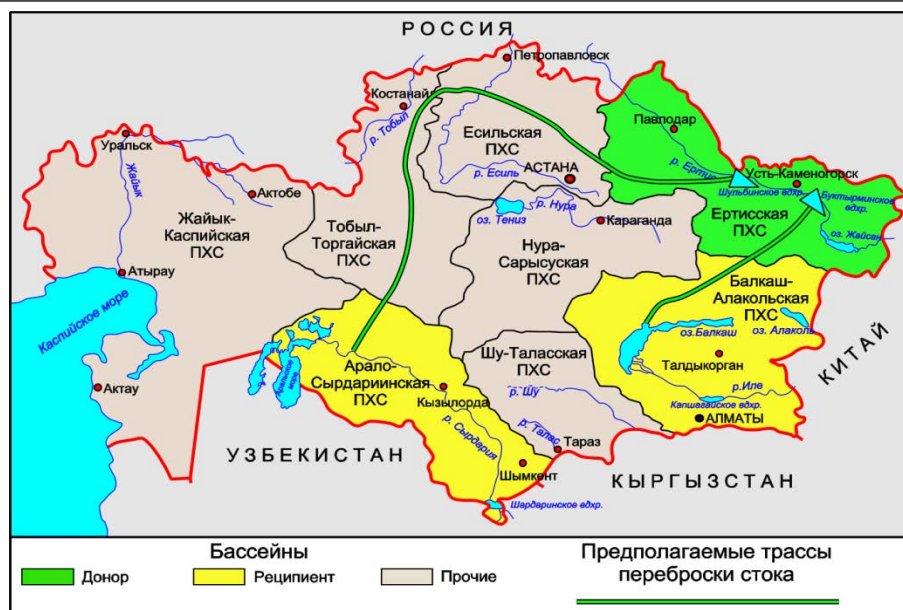 РОССИЯ
Петропавловск
Костанай
р. Тобыл
Есильская
ПХС
р. Есиль
АСТАНА
Павлодар
р. Ертис
Усть-Каменогорск
Шульбинское вдхр.
Буктырминское
вдхр.
Ертисская
ПХС
оз. Жайсан
Уральск
Жайык
Актобе
Жайык-
Каспийская
ПХС
Атырау
Каспийское море
Актау
Тобыл-
Торгайская
ПХС
оз. Тениз
р. Нура
Караганда
Нура-
Сарысуская
ПХС
Балкаш-
Алакольская
ПХС
оз.Балкаш
оз. Алаколь
Талдыкорган
р.Иле
Капшагайское вдхр.
АЛМАТЫ
КИТАЙ
Аральское
море
Арало-
Сырдариинская
ПХС
Кызылорда
р. Сырдария
Шымкент
Шардаринское вдхр.
Шу-Таласская
ПХС
р. Шу
р. Талас
Тараз
УЗБЕКИСТАН
КЫРГЫЗСТАН
Бассейны
Донор
Реципиент
Прочие
Предполагаемые трассы
переброски стока